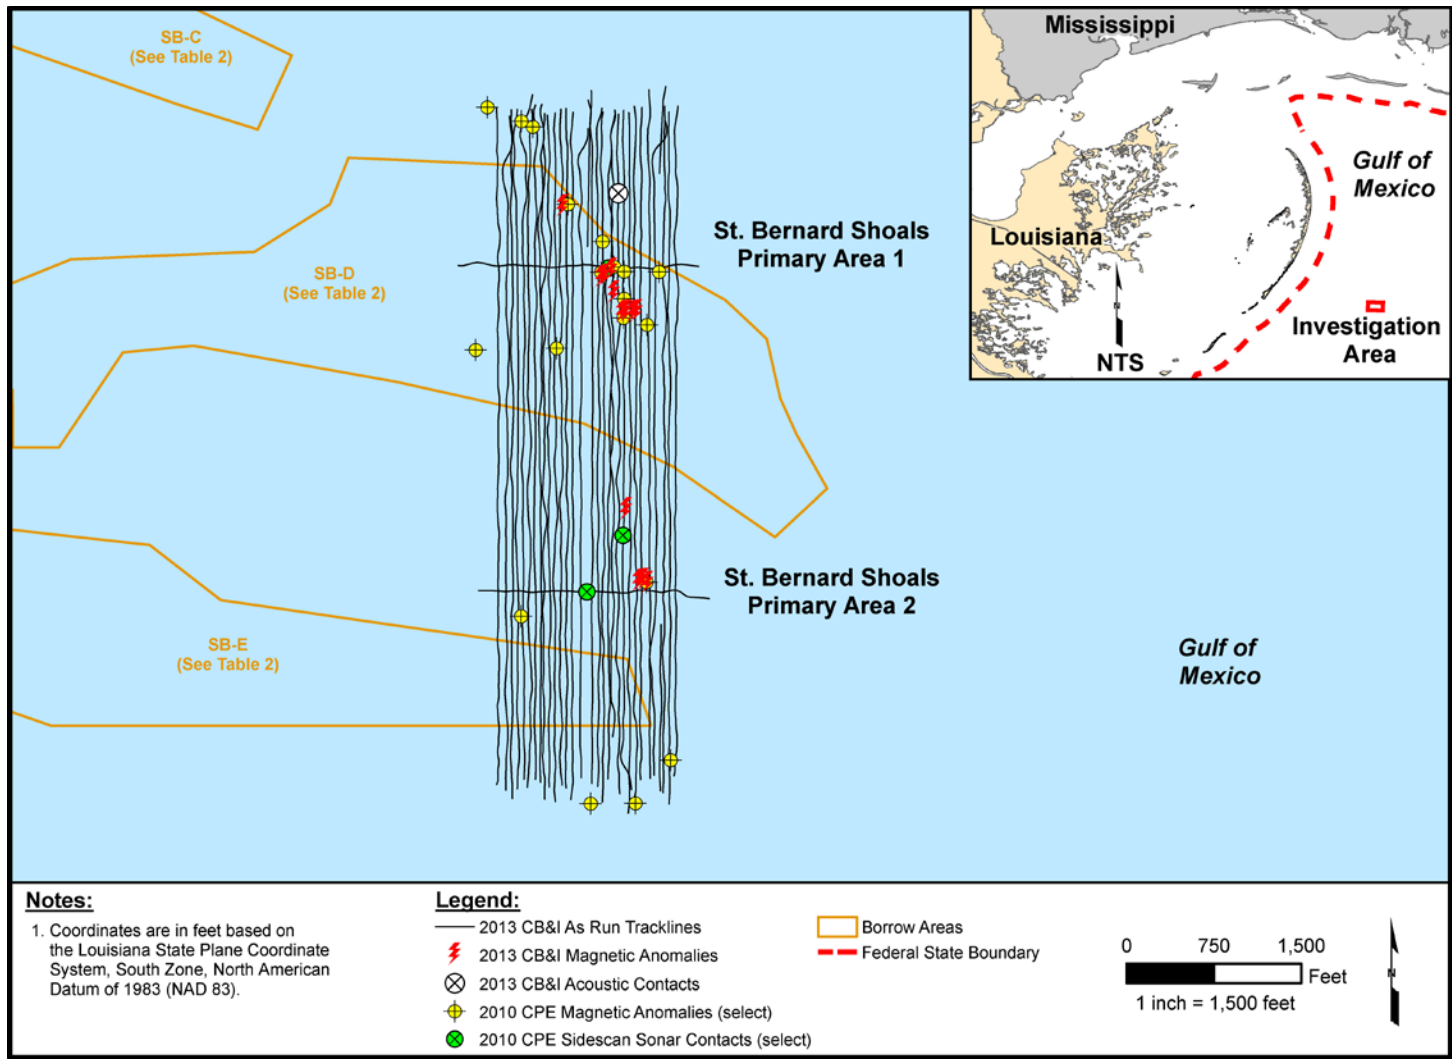 SB-C
(See Table 2)
Mississippi
Gulf of
Mexico
Louisiana
Investigation
Area
N
NTS
St. Bernard Shoals
Primary Area 1
SB-D
(See Table 2)
St. Bernard Shoals
Primary Area 2
SB-E
(See Table 2)
Gulf of
Mexico
Notes:
1. Coordinates are in feet based on
the Louisiana State Plane Coordinate
System, South Zone, North American
Datum of 1983 (NAD 83).
Legend:
2013 CB&I As Run Tracklines
2013 CB&I Magnetic Anomalies
2013 CB&I Acoustic Contacts
2010 CPE Magnetic Anomalies (select)
2010 CPE Sidescan Sonar Contacts (select)
Borrow Areas
Federal State Boundary
0 750 1,500
Feet
1 inch = 1,500 feet
N